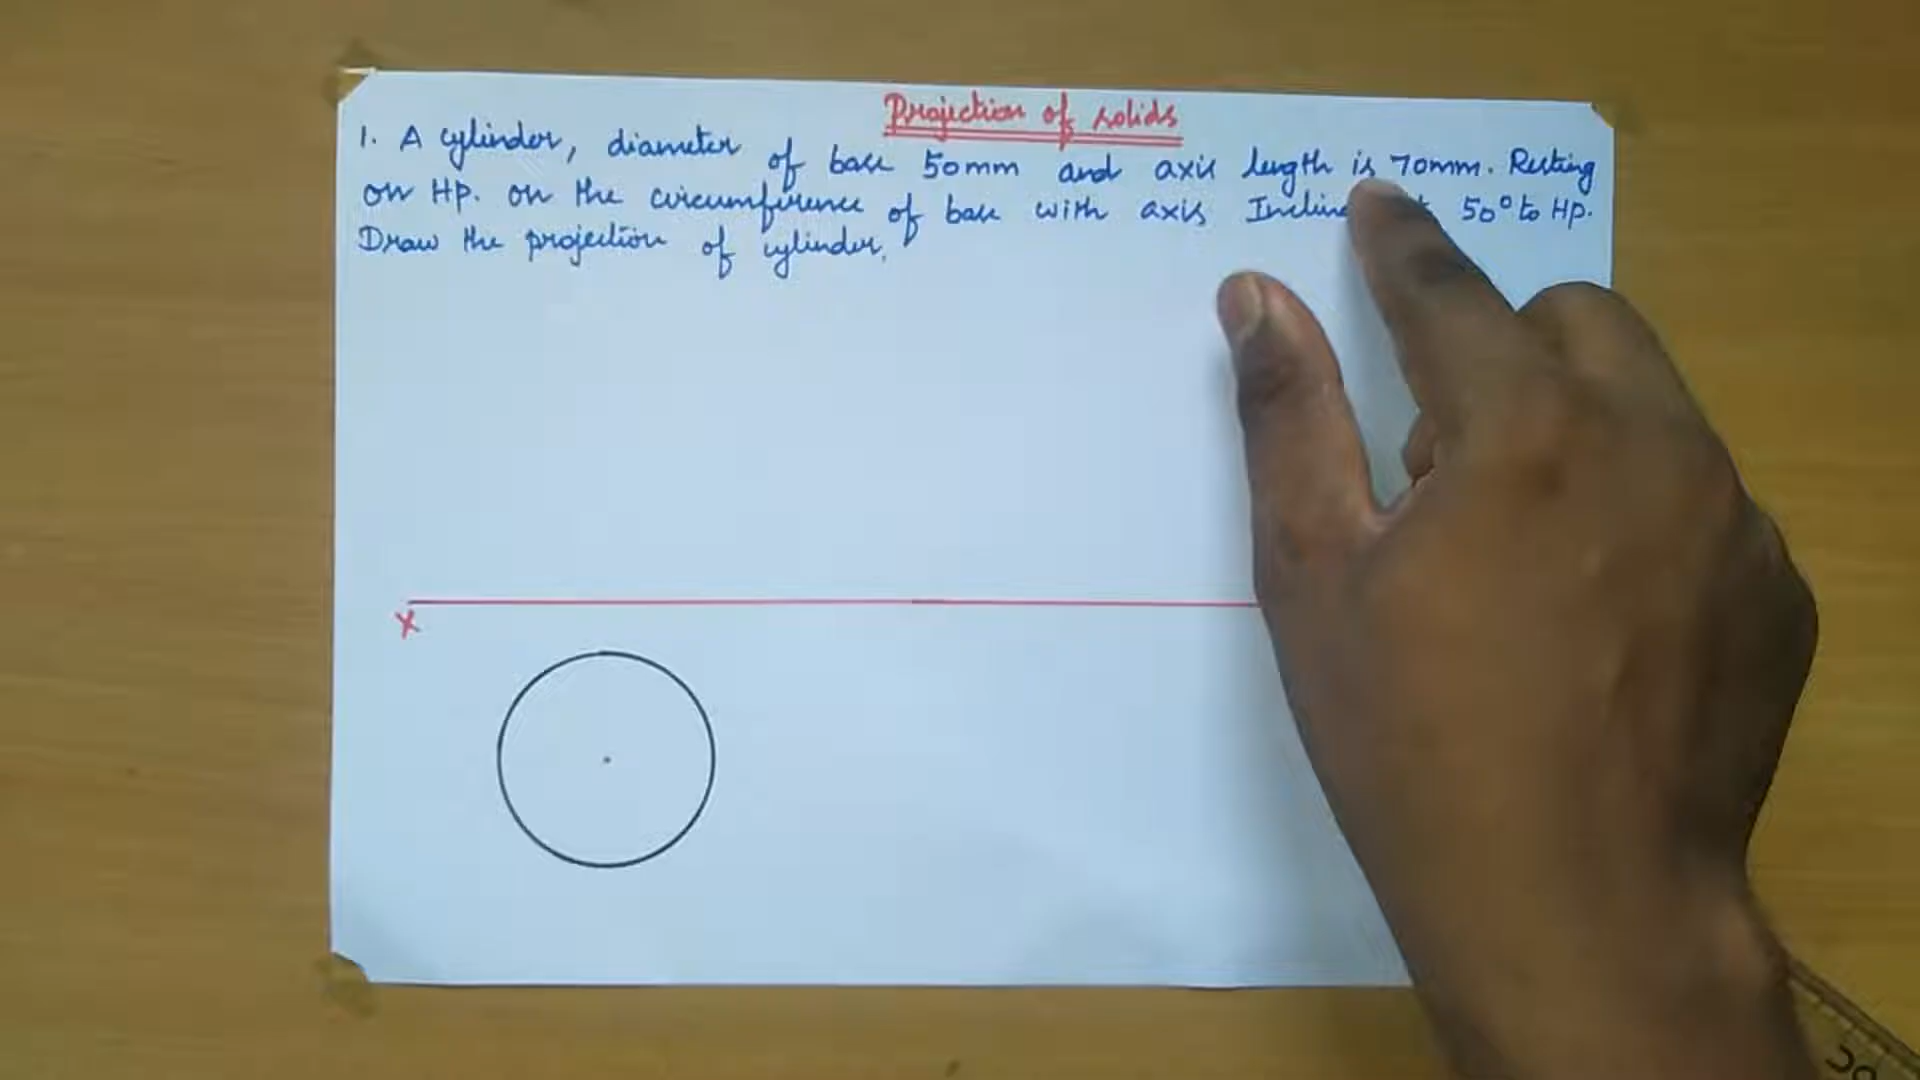 Projection of solids
1. A cylinder, diameter of base 50mm and axis length is 70mm. Resting
on HP. on the circumference of base with axis 50° to HP.
Draw the projection of cylinder.
X